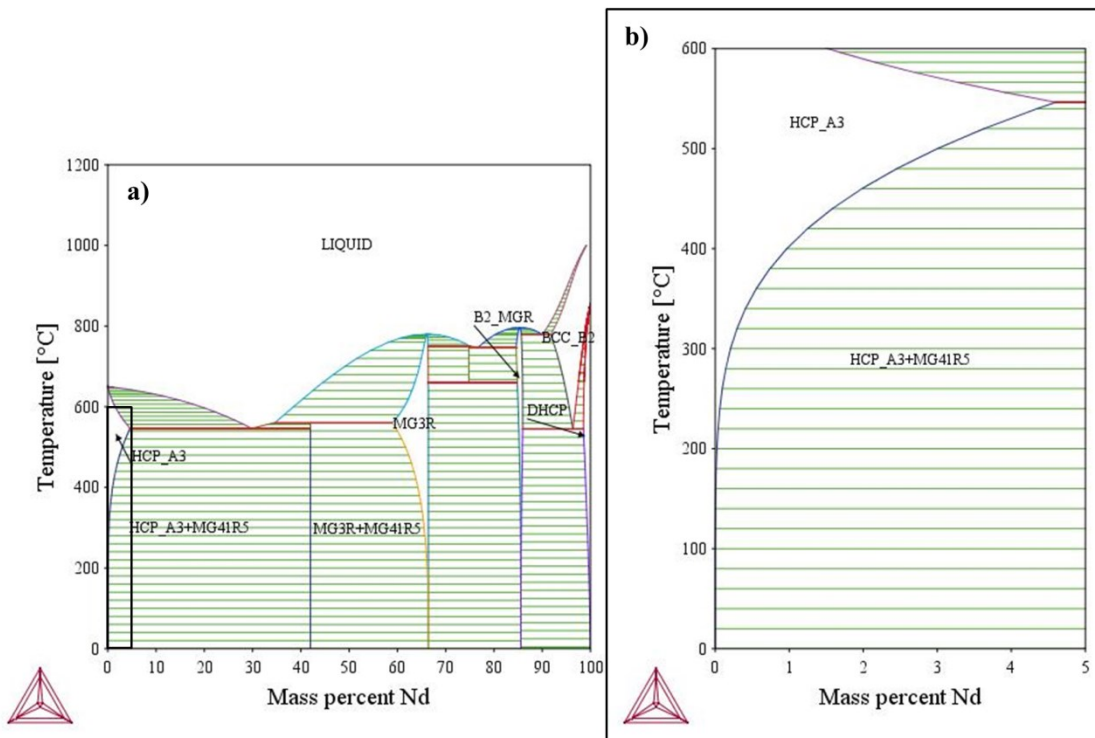 a)
1200
1000
800
600
400
200
0
Temperature [°C]
LIQUID
B2_MGR
BCC_B2
DHCP
MG3R
HCP_A3
HCP_A3+MG41R5
MG3R+MG41R5
0 10 20 30 40 50 60 70 80 90 100
Mass percent Nd
b)
600
500
400
300
200
100
0
Temperature [°C]
HCP_A3
HCP_A3+MG41R5
0 1 2 3 4 5
Mass percent Nd